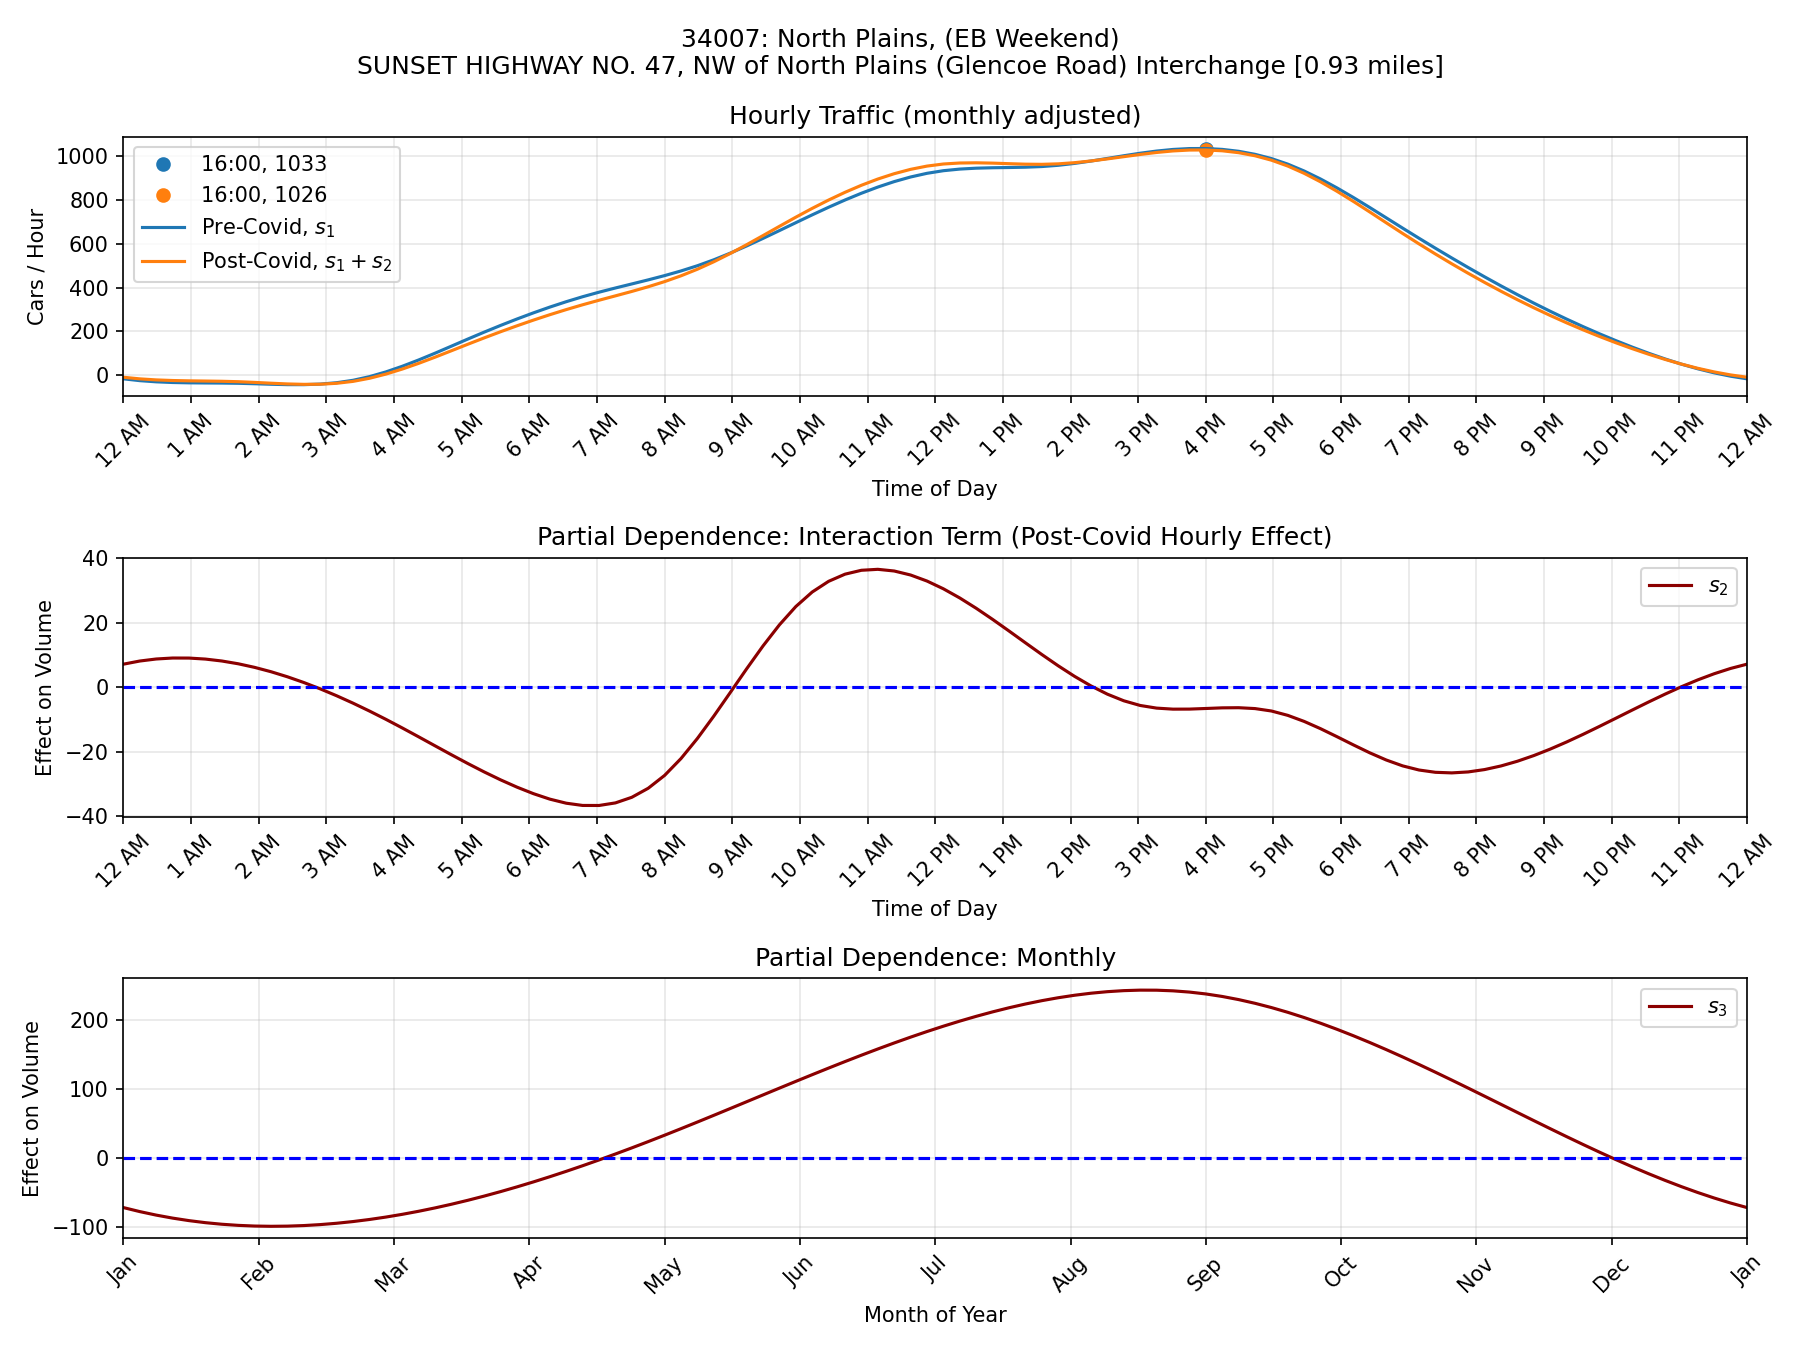 34007: North Plains, (EB Weekend)
SUNSET HIGHWAY NO. 47, NW of North Plains (Glencoe Road) Interchange [0.93 miles]
Hourly Traffic (monthly adjusted)
Cars / Hour
1000
800
600
400
200
0
16:00, 1033
16:00, 1026
Pre-Covid, s₁
Post-Covid, s₁ + s₂
12 AM 1 AM 2 AM 3 AM 4 AM 5 AM 6 AM 7 AM 8 AM 9 AM 10 AM 11 AM 12 PM 1 PM 2 PM 3 PM 4 PM 5 PM 6 PM 7 PM 8 PM 9 PM 10 PM 11 PM 12 AM
Time of Day
Partial Dependence: Interaction Term (Post-Covid Hourly Effect)
Effect on Volume
40
20
0
−20
−40
s₂
12 AM 1 AM 2 AM 3 AM 4 AM 5 AM 6 AM 7 AM 8 AM 9 AM 10 AM 11 AM 12 PM 1 PM 2 PM 3 PM 4 PM 5 PM 6 PM 7 PM 8 PM 9 PM 10 PM 11 PM 12 AM
Time of Day
Partial Dependence: Monthly
Effect on Volume
200
100
0
−100
s₃
Jan Feb Mar Apr May Jun Jul Aug Sep Oct Nov Dec Jan
Month of Year